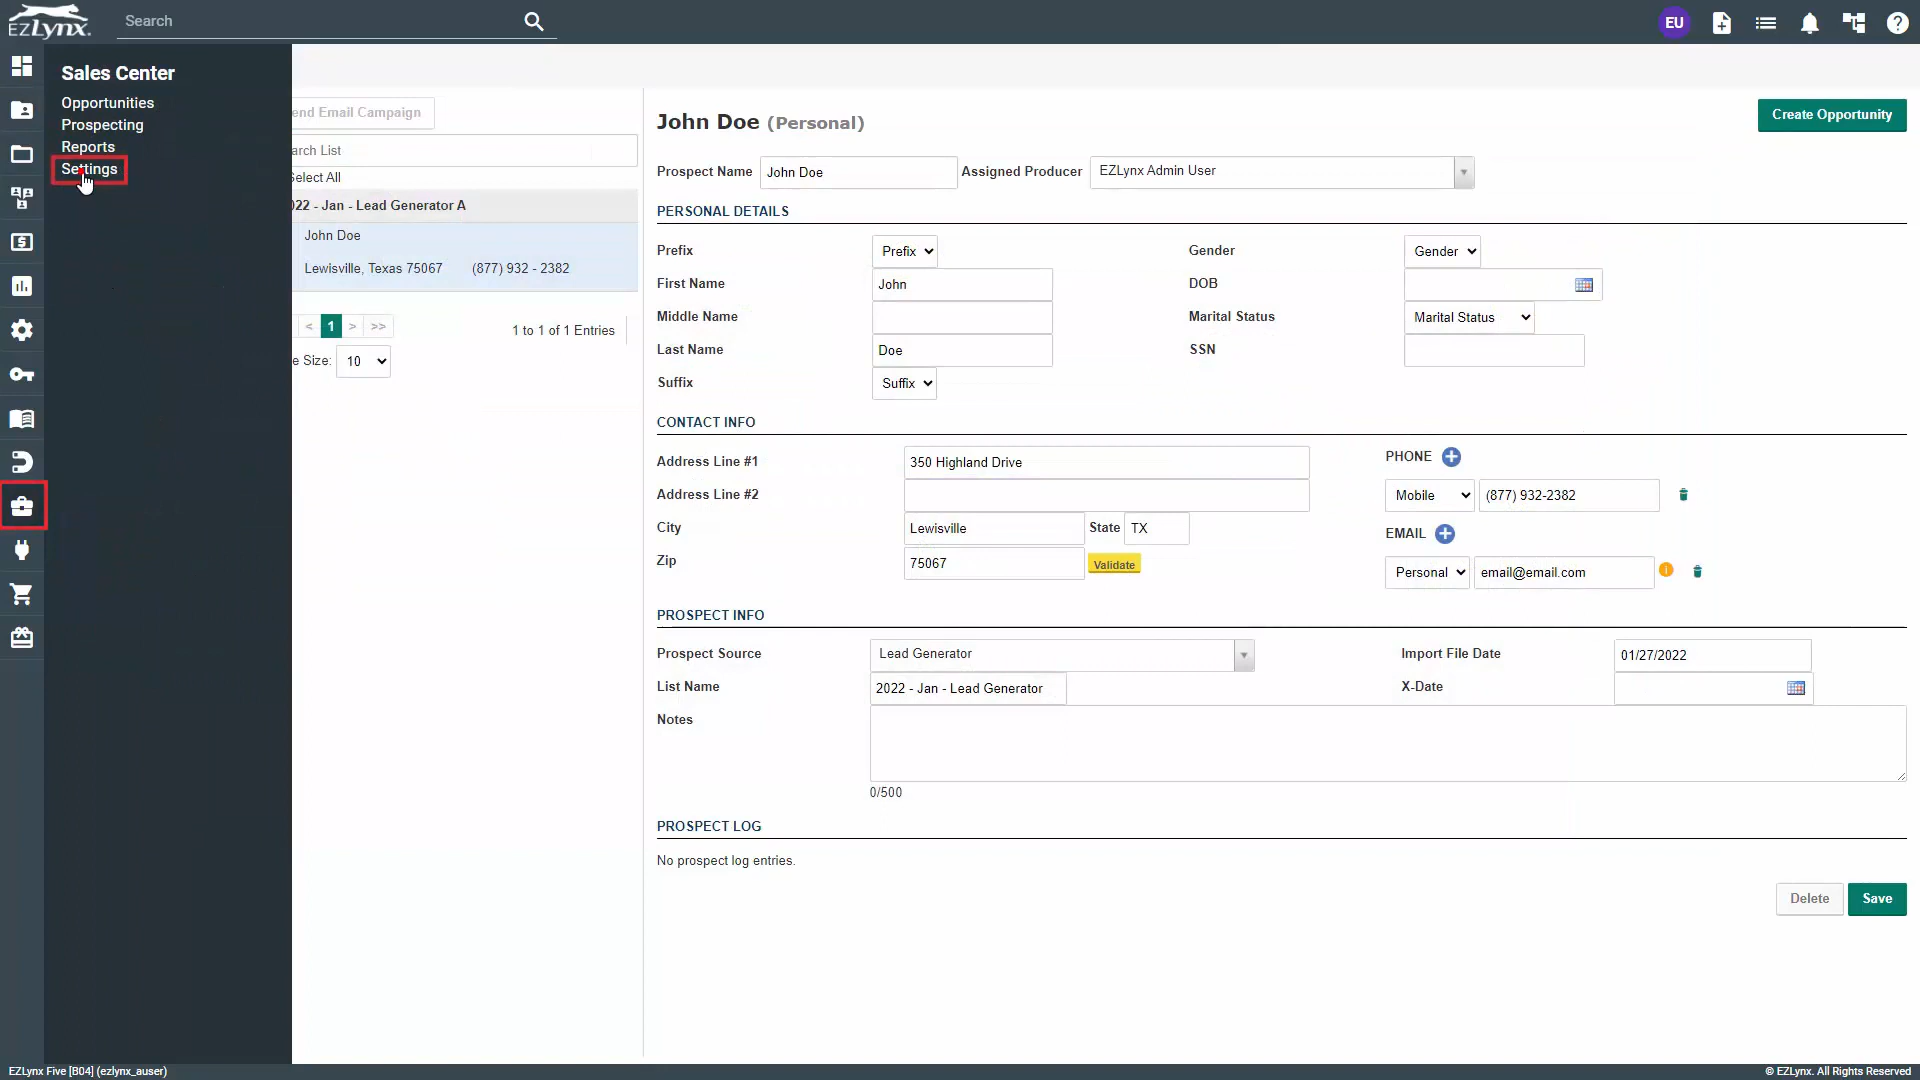 EZLynx
Search
EU
Sales Center
Opportunities
Prospecting
Reports
Settings
end Email Campaign
arch List
Select All
022 - Jan - Lead Generator A
John Doe
Lewisville, Texas 75067 (877) 932 - 2382
< 1 > >>
1 to 1 of 1 Entries
e Size: 10
John Doe (Personal)
Create Opportunity
Prospect Name John Doe Assigned Producer EZLynx Admin User
PERSONAL DETAILS
Prefix Prefix Gender Gender
First Name John DOB
Middle Name Marital Status Marital Status
Last Name Doe SSN
Suffix Suffix
CONTACT INFO
Address Line #1 350 Highland Drive PHONE
Address Line #2 Mobile (877) 932-2382
City Lewisville State TX EMAIL
Zip 75067 Validate Personal email@email.com
PROSPECT INFO
Prospect Source Lead Generator Import File Date 01/27/2022
List Name 2022 - Jan - Lead Generator X-Date
Notes
0/500
PROSPECT LOG
No prospect log entries.
Delete Save
EZLynx Five [B04] (ezlynx_auser) © EZLynx. All Rights Reserved